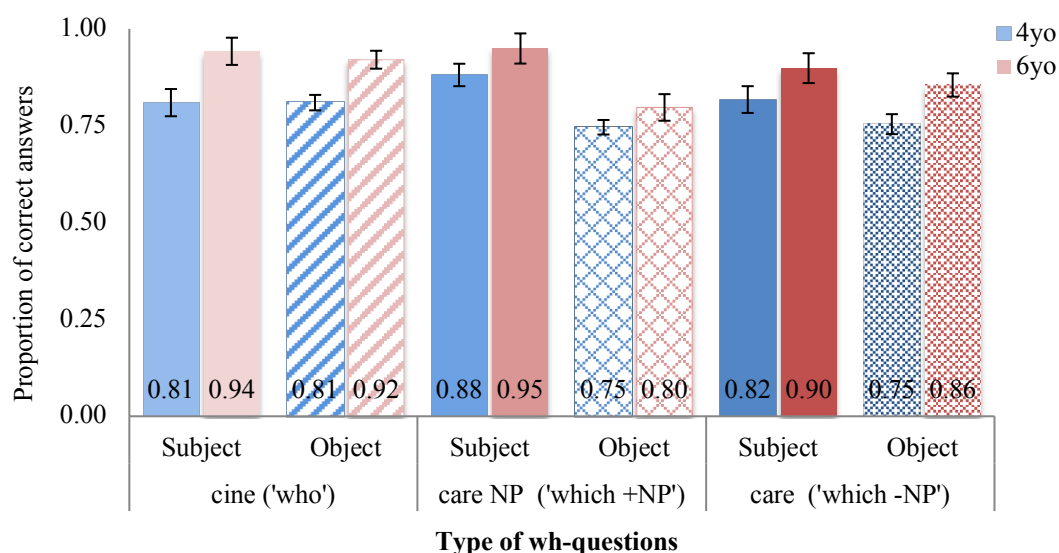 1.00
0.75
0.50
0.25
0.00
Proportion of correct answers
4yo
6yo
0.81 0.94 0.81 0.92 0.88 0.95 0.75 0.80 0.82 0.90 0.75 0.86
Subject Object Subject Object Subject Object
cine ('who') care NP ('which +NP') care ('which -NP')
Type of wh-questions